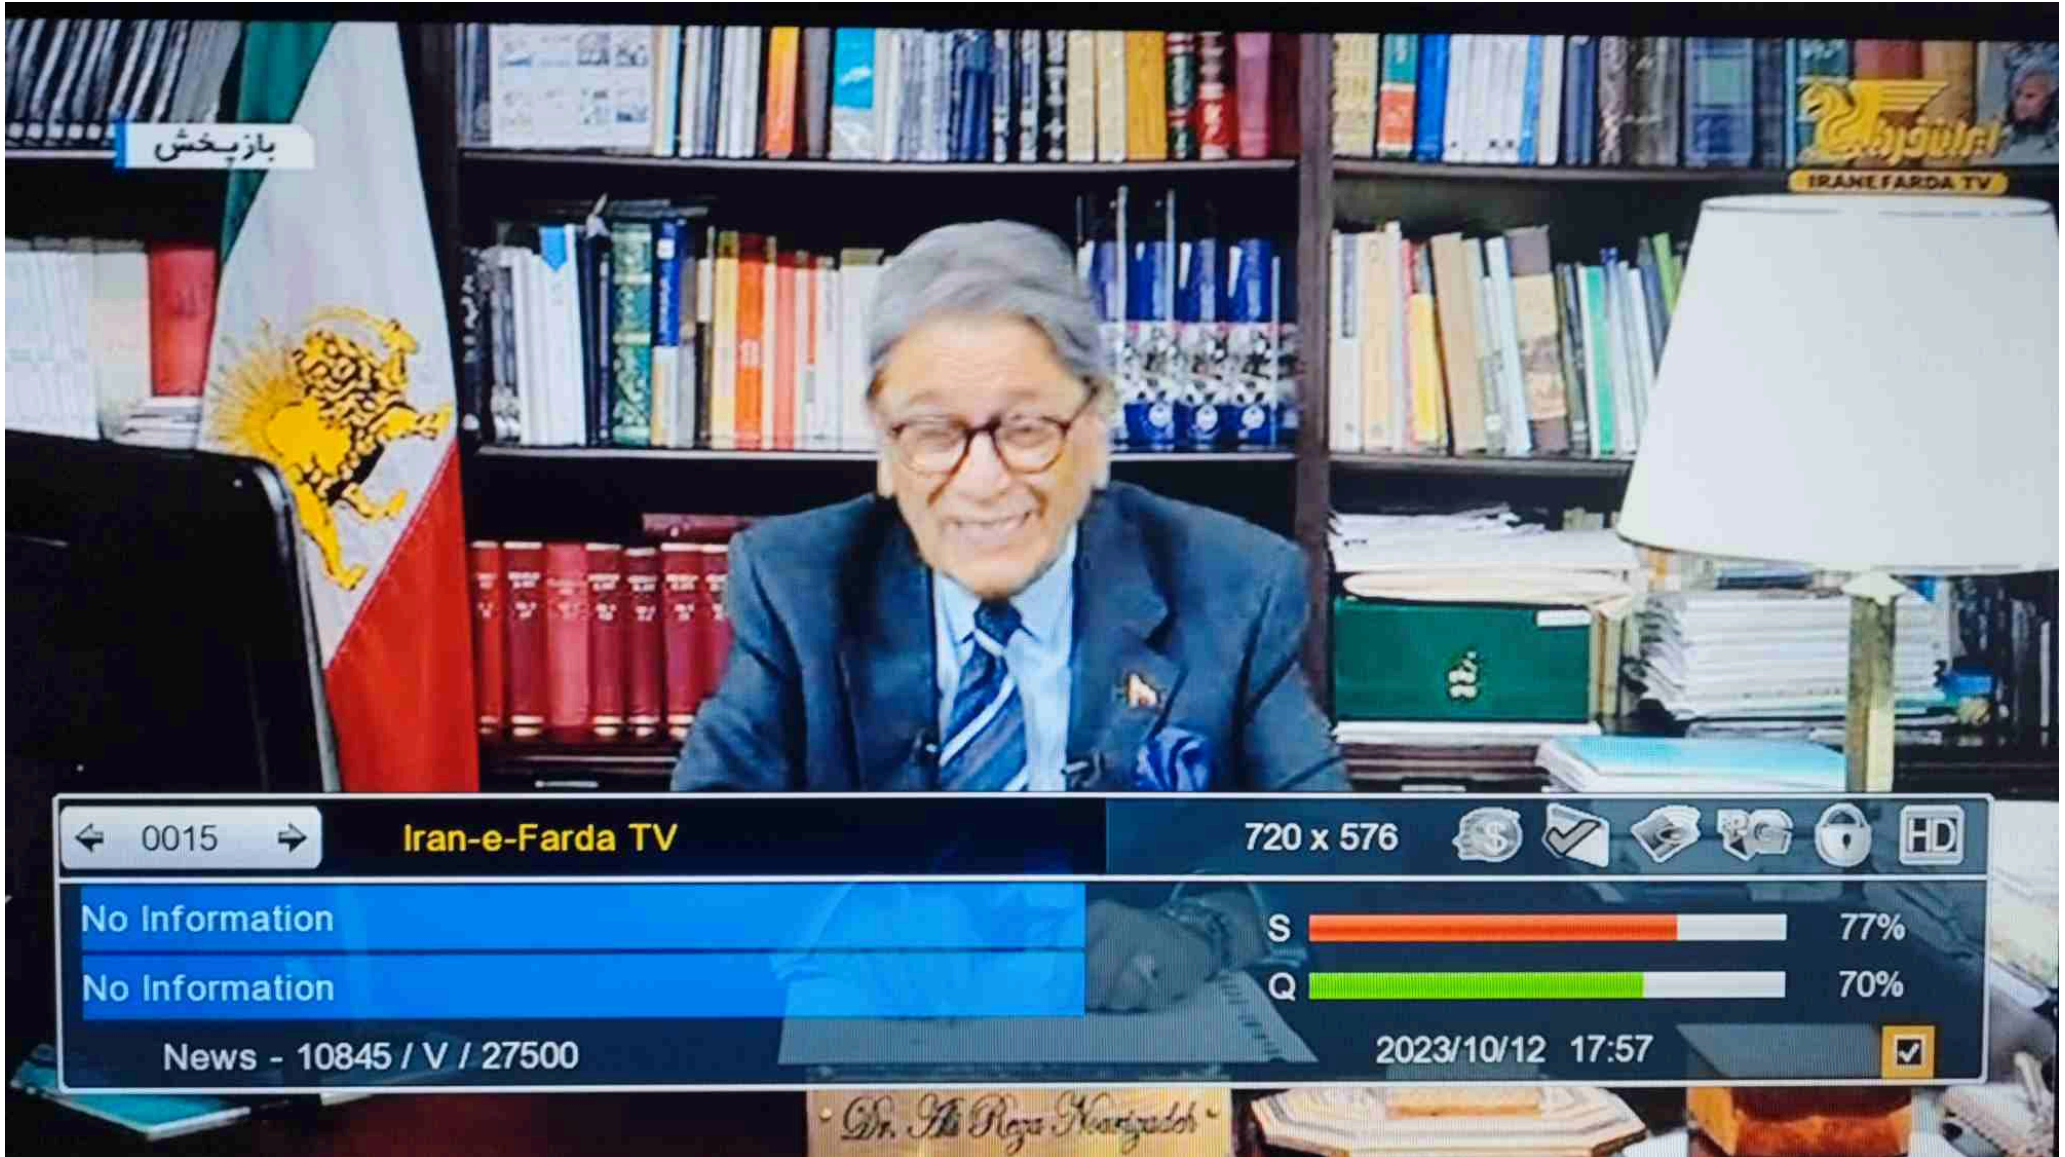 بازپخش
IRANE FARDA TV
0015
Iran-e-Farda TV
720 x 576
HD
No Information
No Information
S
77%
Q
70%
News - 10845 / V / 27500
2023/10/12 17:57
Dr. Ali Reza Nourizadeh